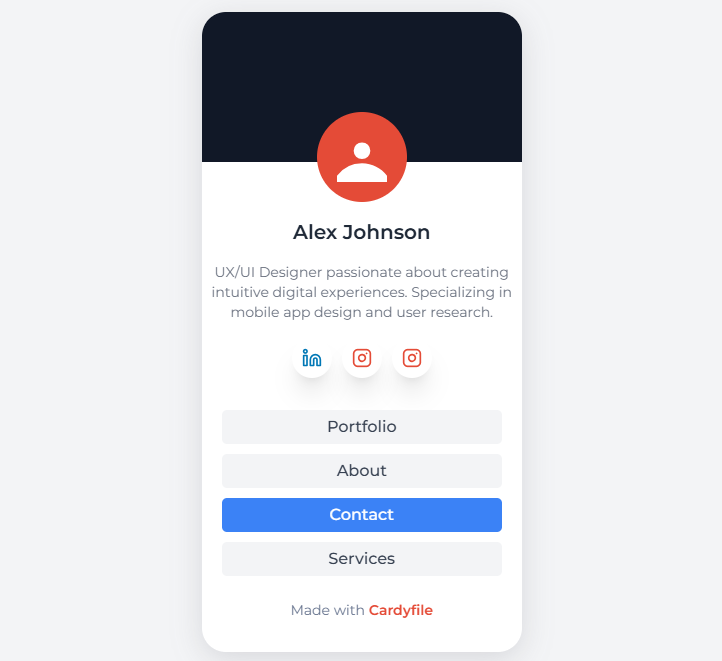 Alex Johnson
UX/UI Designer passionate about creating
intuitive digital experiences. Specializing in
mobile app design and user research.
Portfolio
About
Contact
Services
Made with Cardyfile